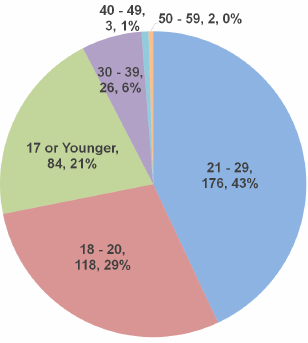 40 - 49,
3, 1%
50 - 59, 2, 0%
30 - 39,
26, 6%
17 or Younger,
84, 21%
21 - 29,
176, 43%
18 - 20,
118, 29%